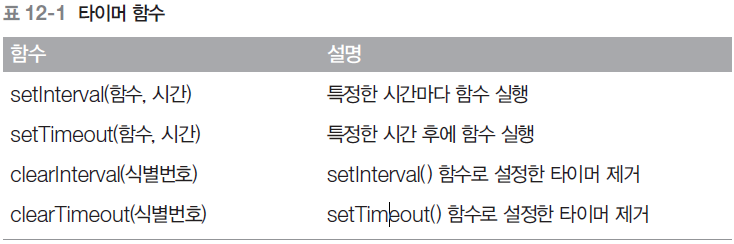 표 12-1 타이머 함수
함수 설명
setInterval(함수, 시간) 특정한 시간마다 함수 실행
setTimeout(함수, 시간) 특정한 시간 후에 함수 실행
clearInterval(식별번호) setInterval() 함수로 설정한 타이머 제거
clearTimeout(식별번호) setTimeout() 함수로 설정한 타이머 제거